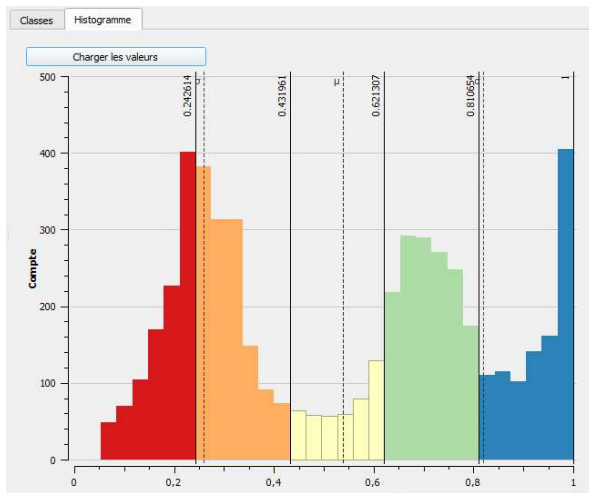 Classes Histogramme
Charger les valeurs
Compte
500
400
300
200
100
0
0.242614
σ
0.431961
μ
0.621307
0.810654
σ
1
0 0,2 0,4 0,6 0,8 1